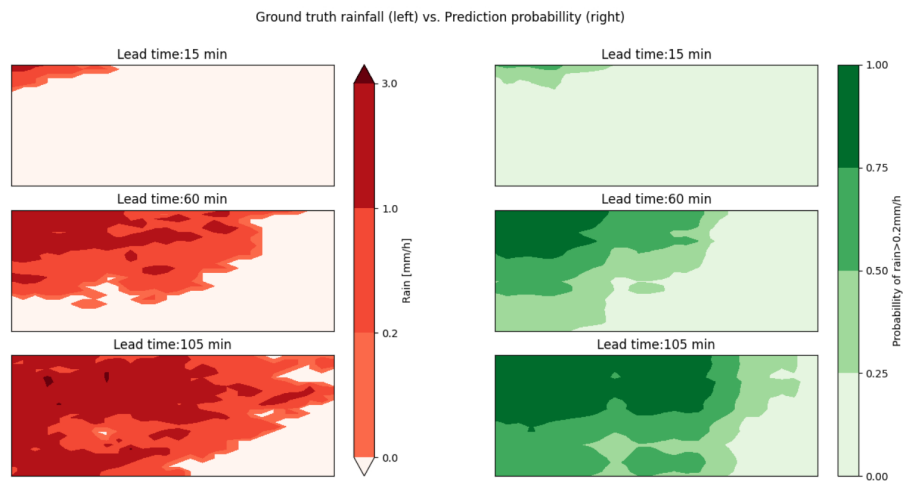 Ground truth rainfall (left) vs. Prediction probabillity (right)
Lead time:15 min
Lead time:60 min
Lead time:105 min
3.0
1.0
0.2
0.0
Rain [mm/h]
Lead time:15 min
Lead time:60 min
Lead time:105 min
1.00
0.75
0.50
0.25
0.00
Probability of rain>0.2mm/h